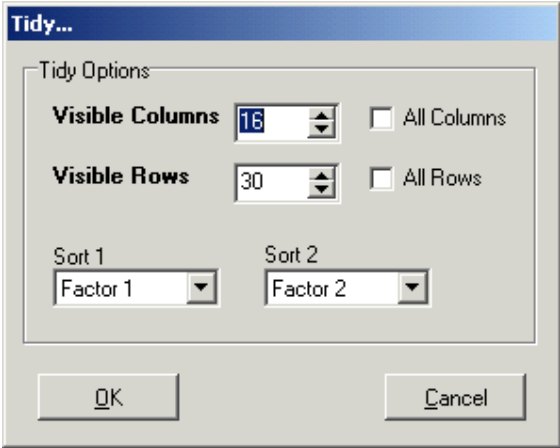 Tidy...
Tidy Options
Visible Columns 16 All Columns
Visible Rows 30 All Rows
Sort 1 Sort 2
Factor 1 Factor 2
OK Cancel